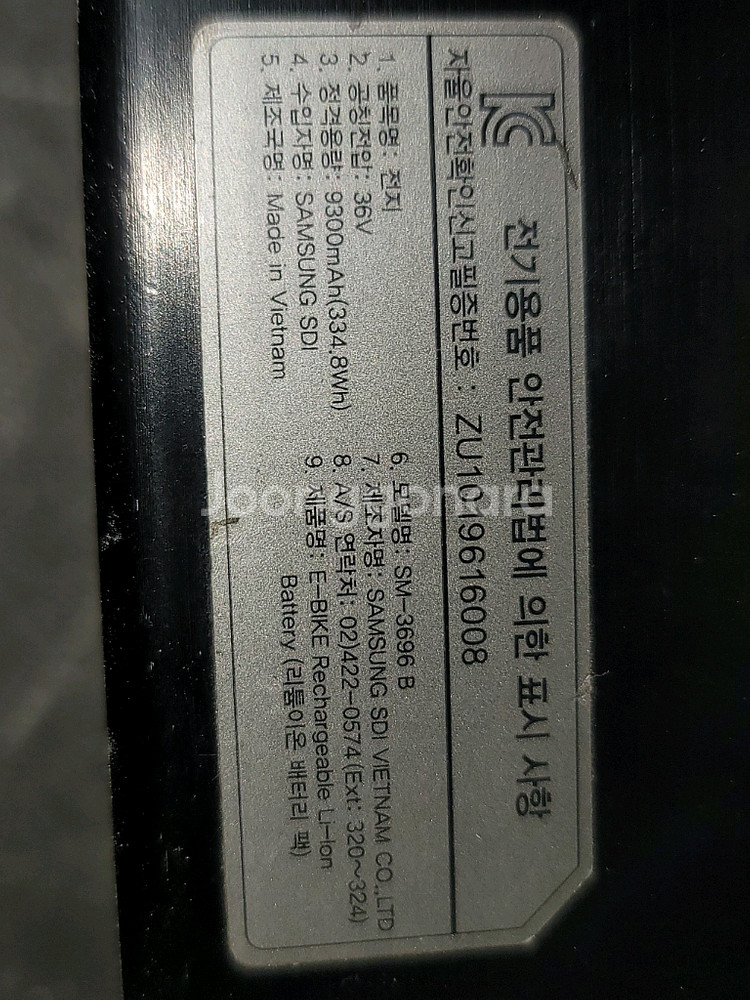 전기용품 안전관리법에 의한 표시 사항
자율안전확인신고필증번호 : ZU1019616008
1. 품목명: 전지
2. 공칭전압: 36V
3. 정격용량: 9300mAh(334.8Wh)
4. 수입자명: SAMSUNG SDI
5. 제조국명: Made in Vietnam
6. 모델명: SM-3696 B
7. 제조자명: SAMSUNG SDI VIETNAM CO.,LTD
8. A/S 연락처: 02)422-0574(Ext: 320~324)
9. 제품명: E-BIKE Rechargeable Li-Ion
Battery (리튬이온 배터리 팩)
Joongonara